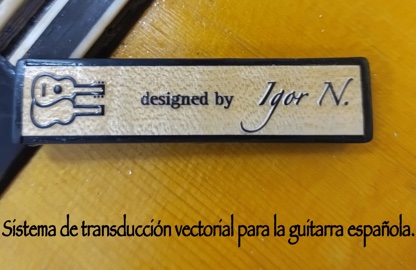 designed by Igor N.
Sistema de transducción vectorial para la guitarra española.